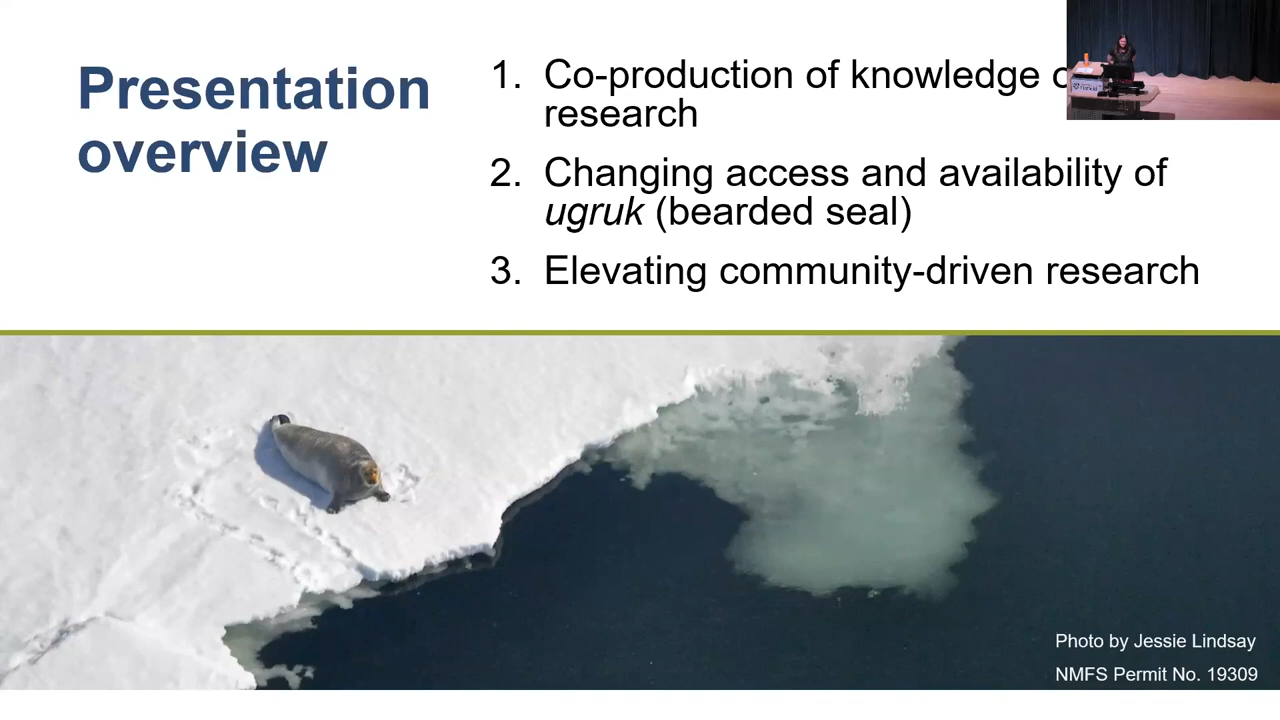 Presentation
overview
1. Co-production of knowledge
research
2. Changing access and availability of
ugruk (bearded seal)
3. Elevating community-driven research
Photo by Jessie Lindsay
NMFS Permit No. 19309